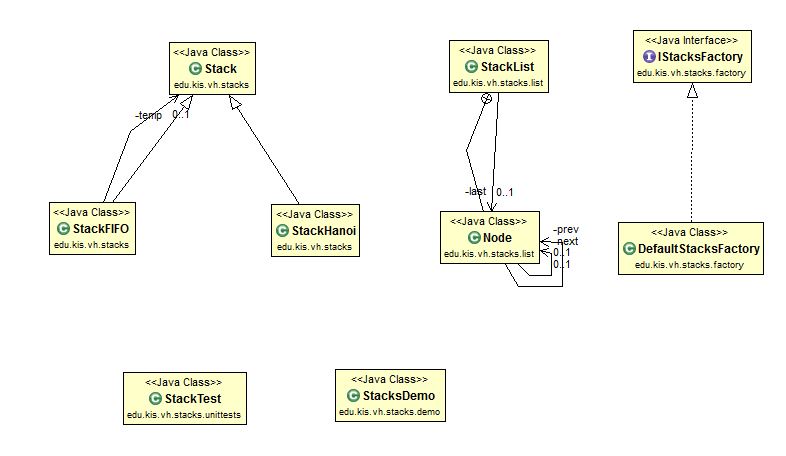 <<Java Class>>
Stack
edu.kis.vh.stacks
<<Java Class>>
StackList
edu.kis.vh.stacks.list
<<Java Interface>>
IStacksFactory
edu.kis.vh.stacks.factory
-temp
0..1
-last
0..1
<<Java Class>>
StackFIFO
edu.kis.vh.stacks
<<Java Class>>
StackHanoi
edu.kis.vh.stacks
<<Java Class>>
Node
edu.kis.vh.stacks.list
-prev
-next
0..1
0..1
<<Java Class>>
DefaultStacksFactory
edu.kis.vh.stacks.factory
<<Java Class>>
StackTest
edu.kis.vh.stacks.unittests
<<Java Class>>
StacksDemo
edu.kis.vh.stacks.demo